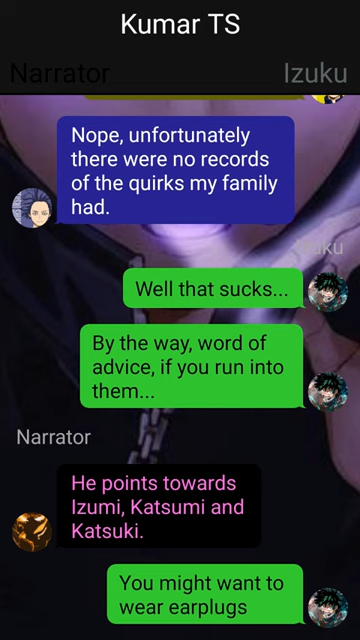 Kumar TS
Narrator
Izuku
Nope, unfortunately
there were no records
of the quirks my family
had.
uku
Well that sucks...
By the way, word of
advice, if you run into
them...
Narrator
He points towards
Izumi, Katsumi and
Katsuki.
You might want to
wear earplugs